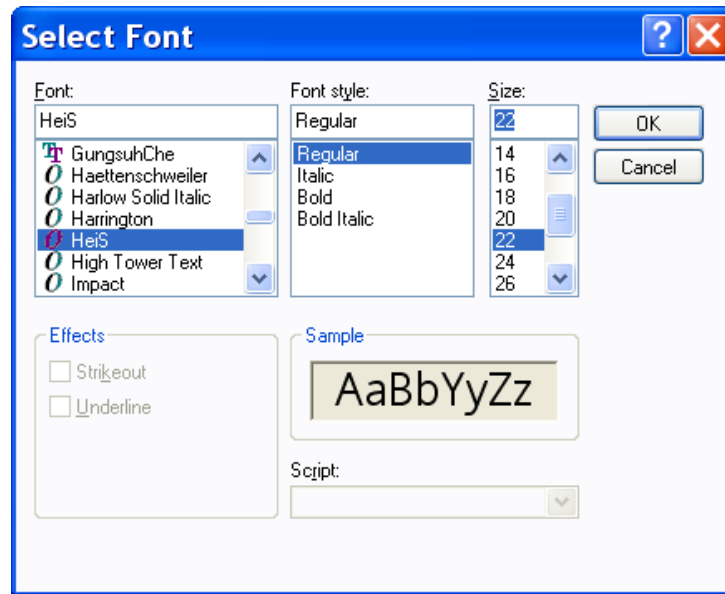 Select Font
Font:
HeiS
GungsuhChe
Haettenschweiler
Harlow Solid Italic
Harrington
HeiS
High Tower Text
Impact
Font style:
Regular
Regular
Italic
Bold
Bold Italic
Size:
22
14
16
18
20
22
24
26
OK
Cancel
Effects
Strikeout
Underline
Sample
AaBbYyZz
Script: